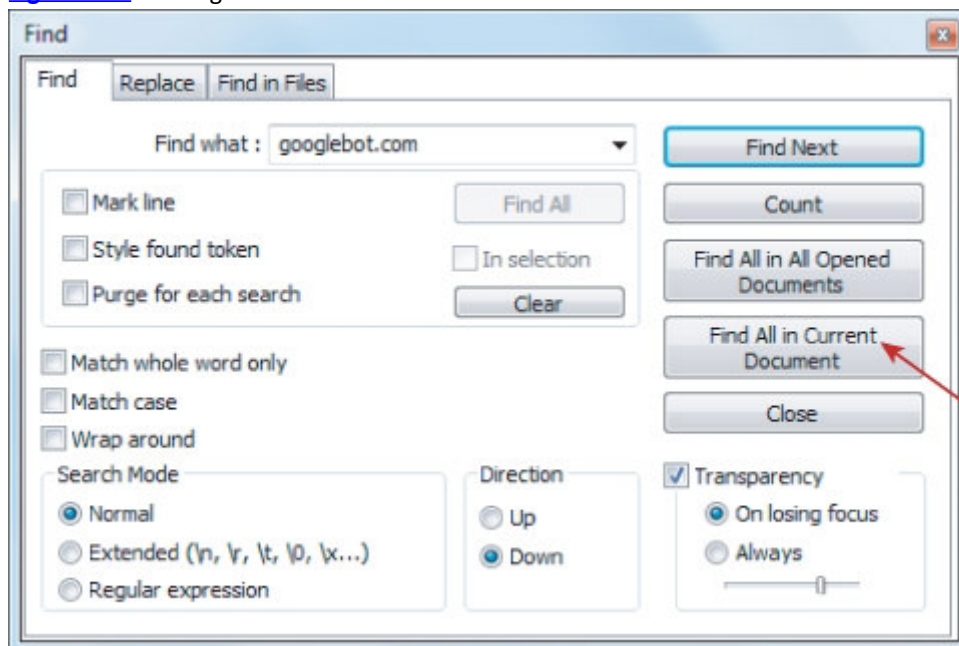 Find
Find Replace Find in Files
Find what : googlebot.com
Find Next
Mark line
Find All
Count
Style found token
In selection
Find All in All Opened
Documents
Purge for each search
Clear
Find All in Current
Document
Match whole word only
Match case
Close
Wrap around
Search Mode
Direction
Transparency
Normal
Up
On losing focus
Extended (\n, \r, \t, \0, \x...)
Down
Always
Regular expression